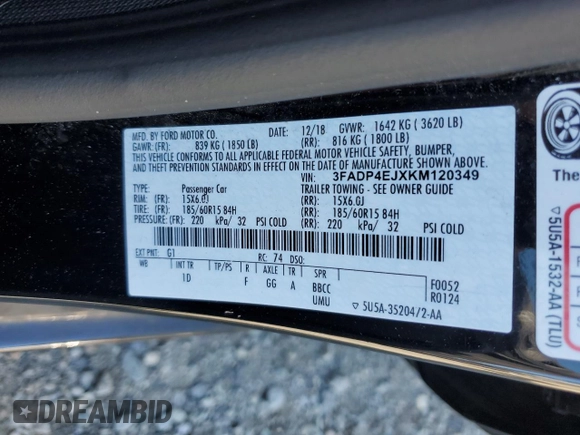 MFD. BY FORD MOTOR CO.
DATE: 12/18 GVWR: 1642 KG ( 3620 LB)
GAWR: (FR): 839 KG ( 1850 LB) (RR): 816 KG ( 1800 LB)
THIS VEHICLE CONFORMS TO ALL APPLICABLE FEDERAL MOTOR VEHICLE SAFETY, BUMPER,
AND THEFT PREVENTION STANDARDS IN EFFECT ON THE DATE OF MANUFACTURE SHOWN ABOVE.
VIN: 3FADP4EJXKM120349
TYPE: Passenger Car TRAILER TOWING - SEE OWNER GUIDE
RIM: (FR): 15X6.0J (RR): 15X6.0J
TIRE: (FR): 185/60R15 84H (RR): 185/60R15 84H
PRESSURE: (FR): 220 kPa/ 32 PSI COLD (RR): 220 kPa/ 32 PSI COLD
EXT PNT: G1 RC: 74 DSO:
WB INT TR TP/PS R AXLE TR SPR
1D F GG A BBCC
UMU
F0052
R0124
▽ 5U5A-35204/2-AA
▽ 5U5A-1532-AA (TLU)
DREAMBID